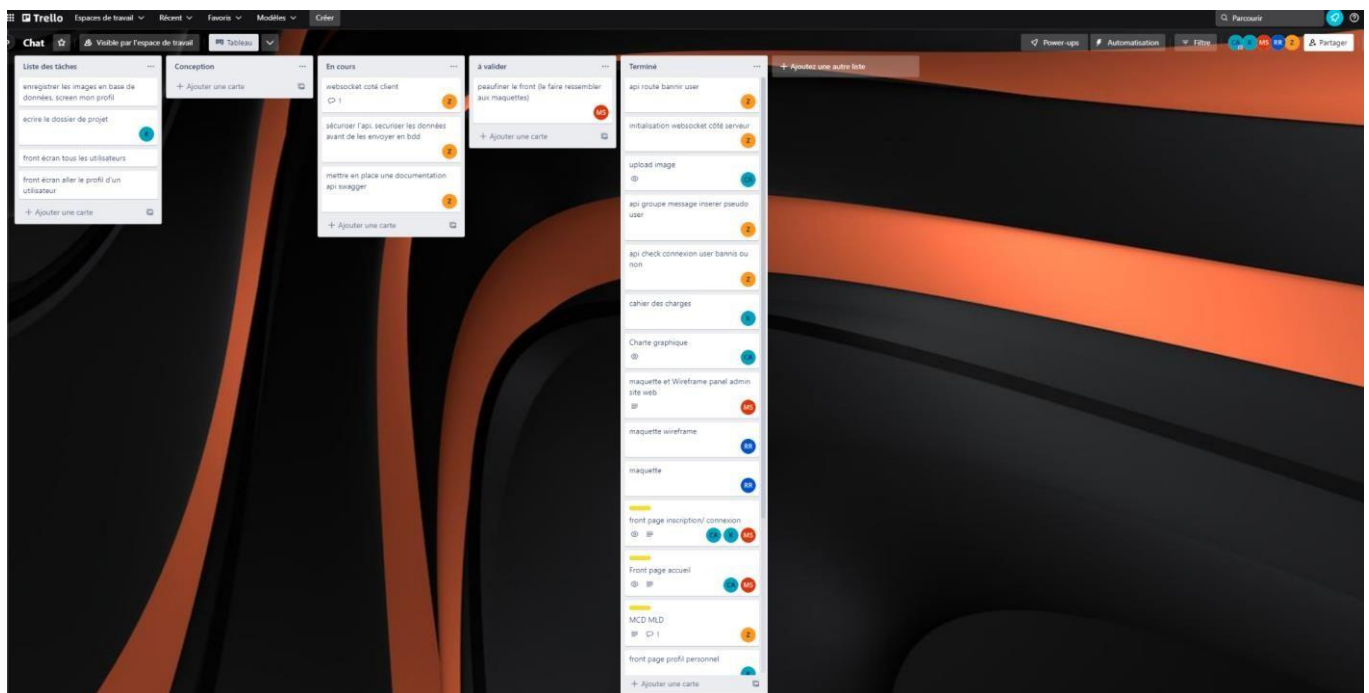 Trello Espaces de travail Récent Favoris Modèles Créer Parcourir
Chat Visible par l'espace de travail Tableau Power-ups Automatisation Filtre MS RR Z Partager
Liste des tâches
enregistrer les images en base de
données, screen mon profil
ecrire le dossier de projet
K
front écran tous les utilisateurs
front écran aller le profil d'un
utilisateur
+ Ajouter une carte
Conception
+ Ajouter une carte
En cours
websocket coté client
1
Z
sécuriser l'api, securiser les données
avant de les envoyer en bdd
Z
mettre en place une documentation
api swagger
Z
+ Ajouter une carte
à valider
peaufiner le front (le faire ressembler
aux maquettes)
MS
+ Ajouter une carte
Terminé
api route bannir user
Z
initialisation websocket côté serveur
Z
upload image
CA
api groupe message inserer pseudo
user
Z
api check connexion user bannis ou
non
Z
cahier des charges
K
Charte graphique
CA
maquette et Wireframe panel admin
site web
MS
maquette wireframe
RR
maquette
RR
front page inscription/ connexion
CA K MS
Front page accueil
CA MS
MCD MLD
1 Z
front page profil personnel
+ Ajouter une carte
+ Ajoutez une autre liste